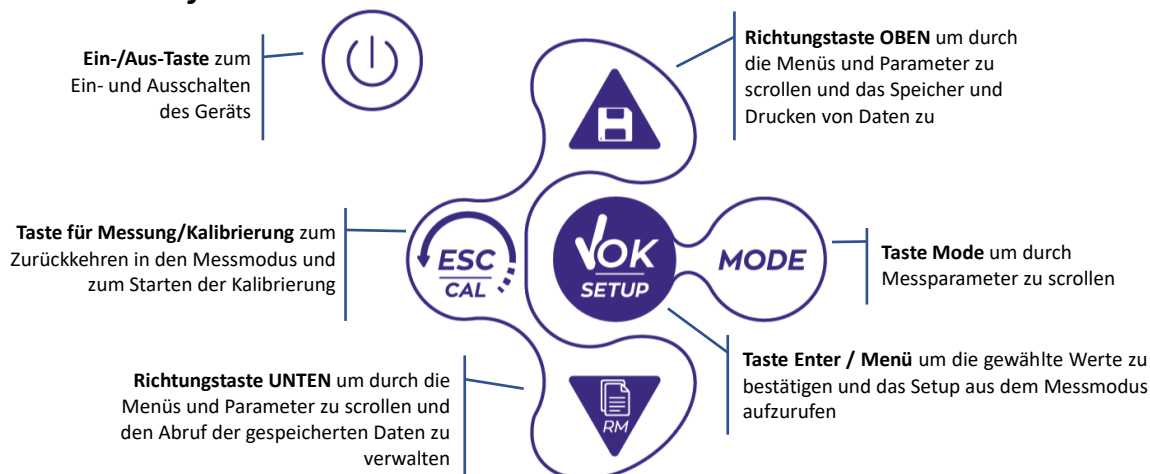 Ein-/Aus-Taste zum
Ein- und Ausschalten
des Geräts
Richtungstaste OBEN um durch
die Menüs und Parameter zu
scrollen und das Speicher und
Drucken von Daten zu
Taste für Messung/Kalibrierung zum
Zurückkehren in den Messmodus und
zum Starten der Kalibrierung
ESC
CAL
OK
SETUP
MODE
Taste Mode um durch
Messparameter zu scrollen
Richtungstaste UNTEN um durch die
Menüs und Parameter zu scrollen und
den Abruf der gespeicherten Daten zu
verwalten
RM
Taste Enter / Menü um die gewählte Werte zu
bestätigen und das Setup aus dem Messmodus
aufzurufen